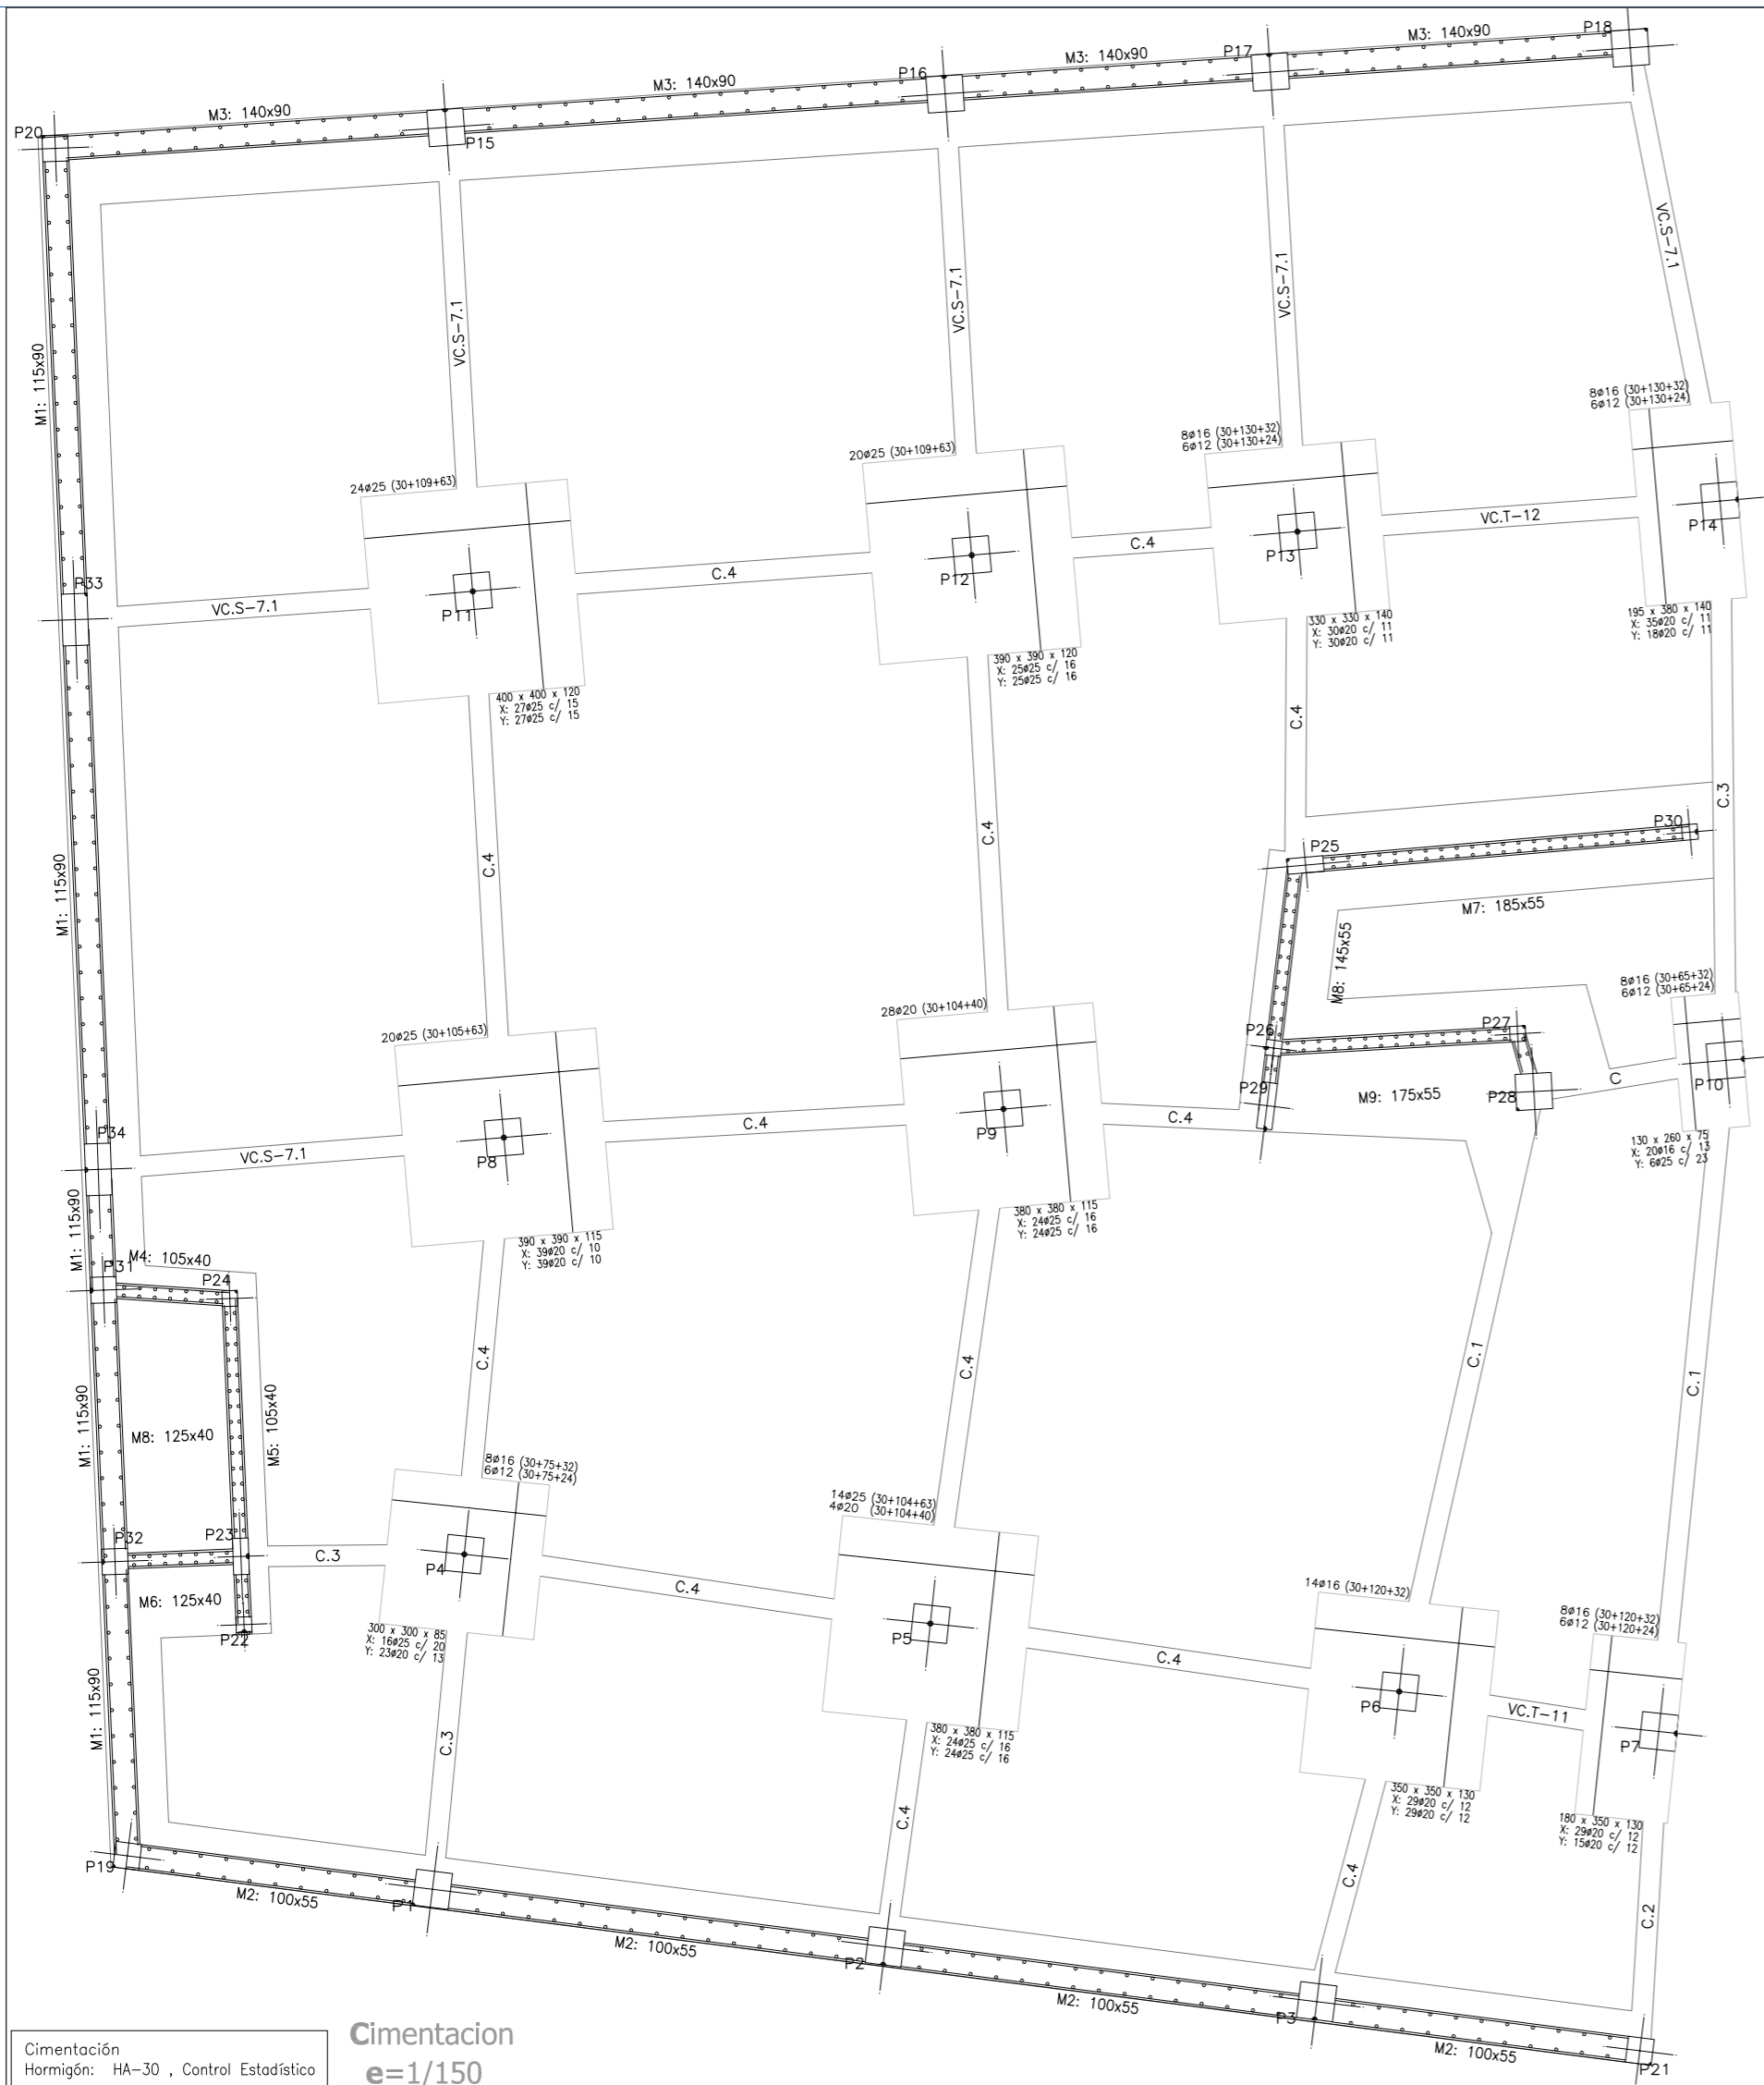 P18
M3: 140x90
P17
M3: 140x90
P16
M3: 140x90
M3: 140x90
P20
P15
VC.S-7.1
VC.S-7.1
VC.S-7.1
VC.S-7.1
M1: 115x90
8ø16 (30+130+32)
6ø12 (30+130+24)
8ø16 (30+130+32)
6ø12 (30+130+24)
20ø25 (30+109+63)
24ø25 (30+109+63)
VC.T-12
P14
P13
C.4
P12
C.4
P11
P33
VC.S-7.1
195 x 380 x 140
X: 35ø20 c/ 11
Y: 18ø20 c/ 11
330 x 330 x 140
X: 30ø20 c/ 11
Y: 30ø20 c/ 11
390 x 390 x 120
X: 25ø25 c/ 16
Y: 25ø25 c/ 16
400 x 400 x 120
X: 27ø25 c/ 15
Y: 27ø25 c/ 15
C.4
C.3
C.4
C.4
P30
P25
M1: 115x90
M7: 185x55
M8: 145x55
8ø16 (30+65+32)
6ø12 (30+65+24)
28ø20 (30+104+40)
20ø25 (30+105+63)
P26
P27
P29
P28
C
P10
M9: 175x55
P9
C.4
C.4
P8
P34
VC.S-7.1
130 x 260 x 75
X: 20ø16 c/ 13
Y: 6ø25 c/ 23
380 x 380 x 115
X: 24ø25 c/ 16
Y: 24ø25 c/ 16
390 x 390 x 115
X: 39ø20 c/ 10
Y: 39ø20 c/ 10
M1: 115x90
M4: 105x40
P31
P24
C.4
C.4
C.1
C.1
M1: 115x90
M8: 125x40
M5: 105x40
8ø16 (30+75+32)
6ø12 (30+75+24)
14ø25 (30+104+63)
4ø20 (30+104+40)
P32
P23
C.3
P4
C.4
M6: 125x40
P22
14ø16 (30+120+32)
8ø16 (30+120+32)
6ø12 (30+120+24)
300 x 300 x 85
X: 16ø25 c/ 20
Y: 23ø20 c/ 13
P5
C.4
P6
VC.T-11
P7
M1: 115x90
C.3
380 x 380 x 115
X: 24ø25 c/ 16
Y: 24ø25 c/ 16
350 x 350 x 130
X: 29ø20 c/ 12
Y: 29ø20 c/ 12
180 x 350 x 130
X: 29ø20 c/ 12
Y: 15ø20 c/ 12
C.4
C.4
C.2
P19
M2: 100x55
P1
M2: 100x55
P2
M2: 100x55
P3
M2: 100x55
P21
Cimentación
Hormigón: HA-30 , Control Estadístico
Cimentacion
e=1/150